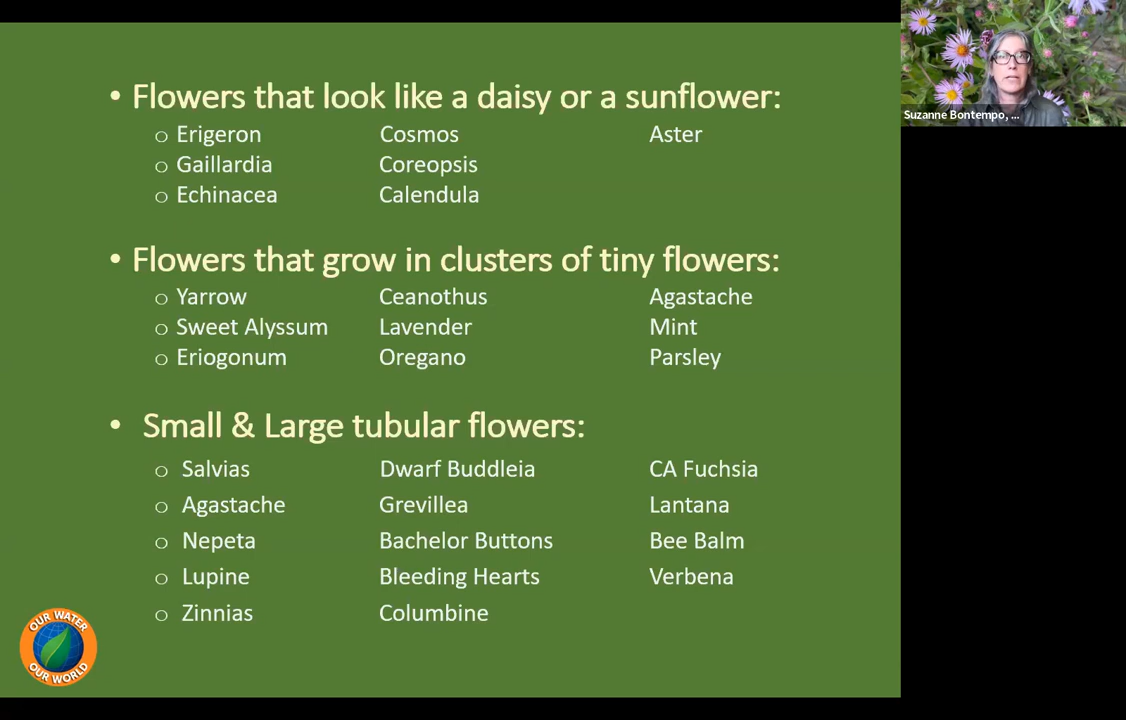 • Flowers that look like a daisy or a sunflower:
o Erigeron Cosmos Aster
o Gaillardia Coreopsis
o Echinacea Calendula
• Flowers that grow in clusters of tiny flowers:
o Yarrow Ceanothus Agastache
o Sweet Alyssum Lavender Mint
o Eriogonum Oregano Parsley
• Small & Large tubular flowers:
o Salvias Dwarf Buddleia CA Fuchsia
o Agastache Grevillea Lantana
o Nepeta Bachelor Buttons Bee Balm
o Lupine Bleeding Hearts Verbena
o Zinnias Columbine
OUR WATER
OUR WORLD
Suzanne Bontempo, ...